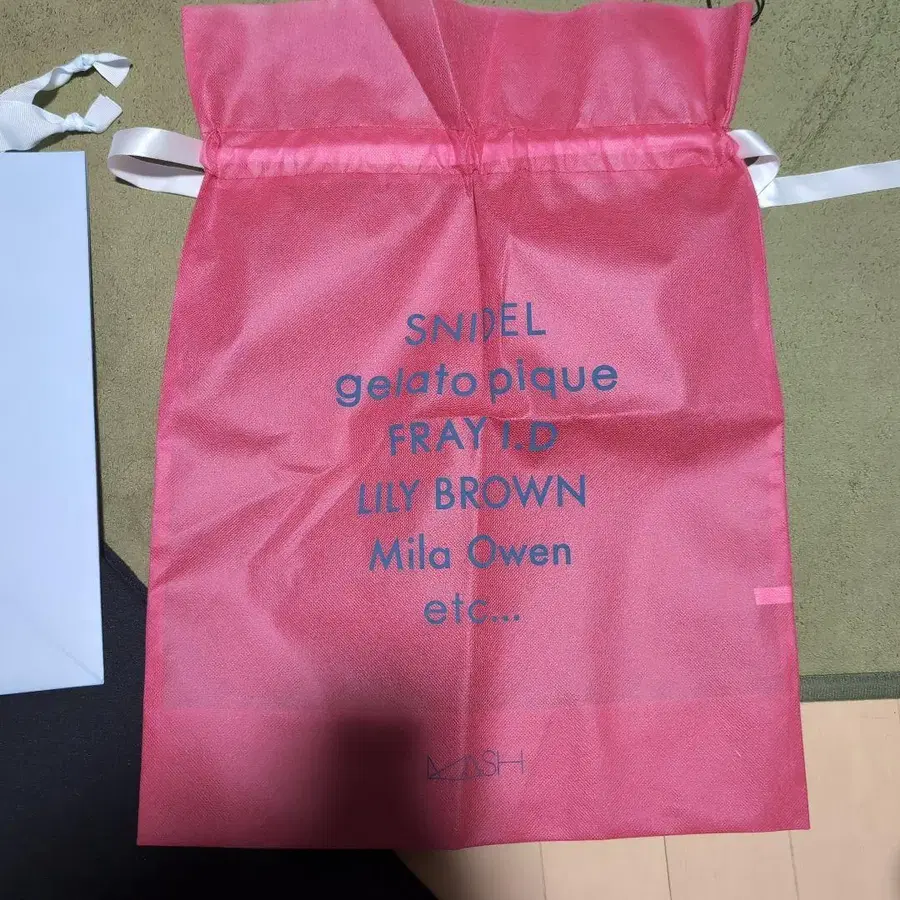 SNIDEL
gelato pique
FRAY I.D
LILY BROWN
Mila Owen
etc...
MASH